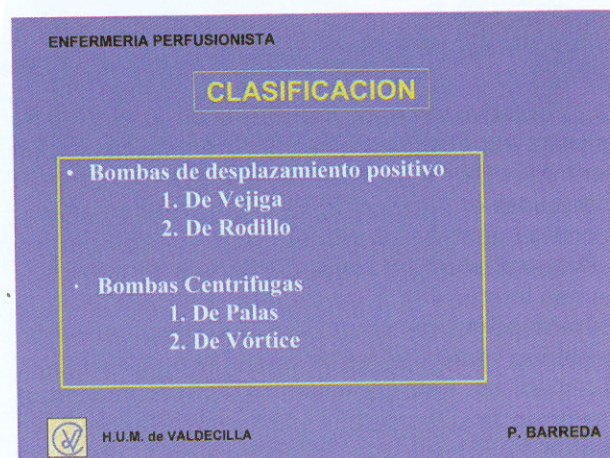 ENFERMERIA PERFUSIONISTA
CLASIFICACION
• Bombas de desplazamiento positivo
1. De Vejiga
2. De Rodillo
· Bombas Centrifugas
1. De Palas
2. De Vórtice
H.U.M. de VALDECILLA
P. BARREDA